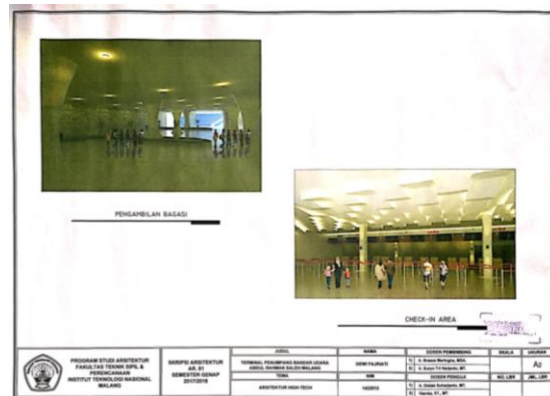 PENGAMBILAN BAGASI
CHECK-IN AREA
PROGRAM STUDI ARSITEKTUR
FAKULTAS TEKNIK SIPIL &
PERENCANAAN
INSTITUT TEKNOLOGI NASIONAL
MALANG
SKRIPSI ARSITEKTUR
AR. 81
SEMESTER GENAP
2017/2018
JUDUL
TERMINAL PENUMPANG BANDAR UDARA
ABDUL RAHMAN SALEH MALANG
TEMA
ARSITEKTUR HIGH-TECH
NAMA
DEWI FAJRIATI
NIM
DOSEN PEMBIMBING
DOSEN PENGUJI
SKALA
NO. LBR
UKURAN
A2
JML. LBR